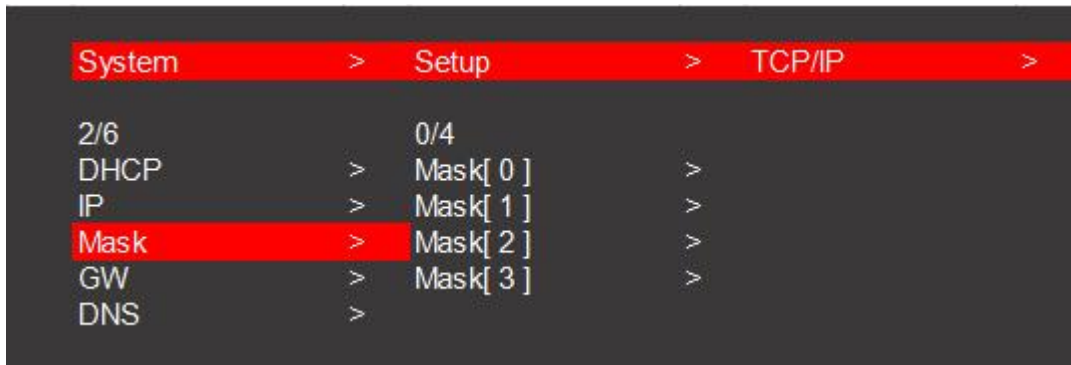 System > Setup > TCP/IP >
2/6 0/4
DHCP > Mask[ 0 ] >
IP > Mask[ 1 ] >
Mask > Mask[ 2 ] >
GW > Mask[ 3 ] >
DNS >